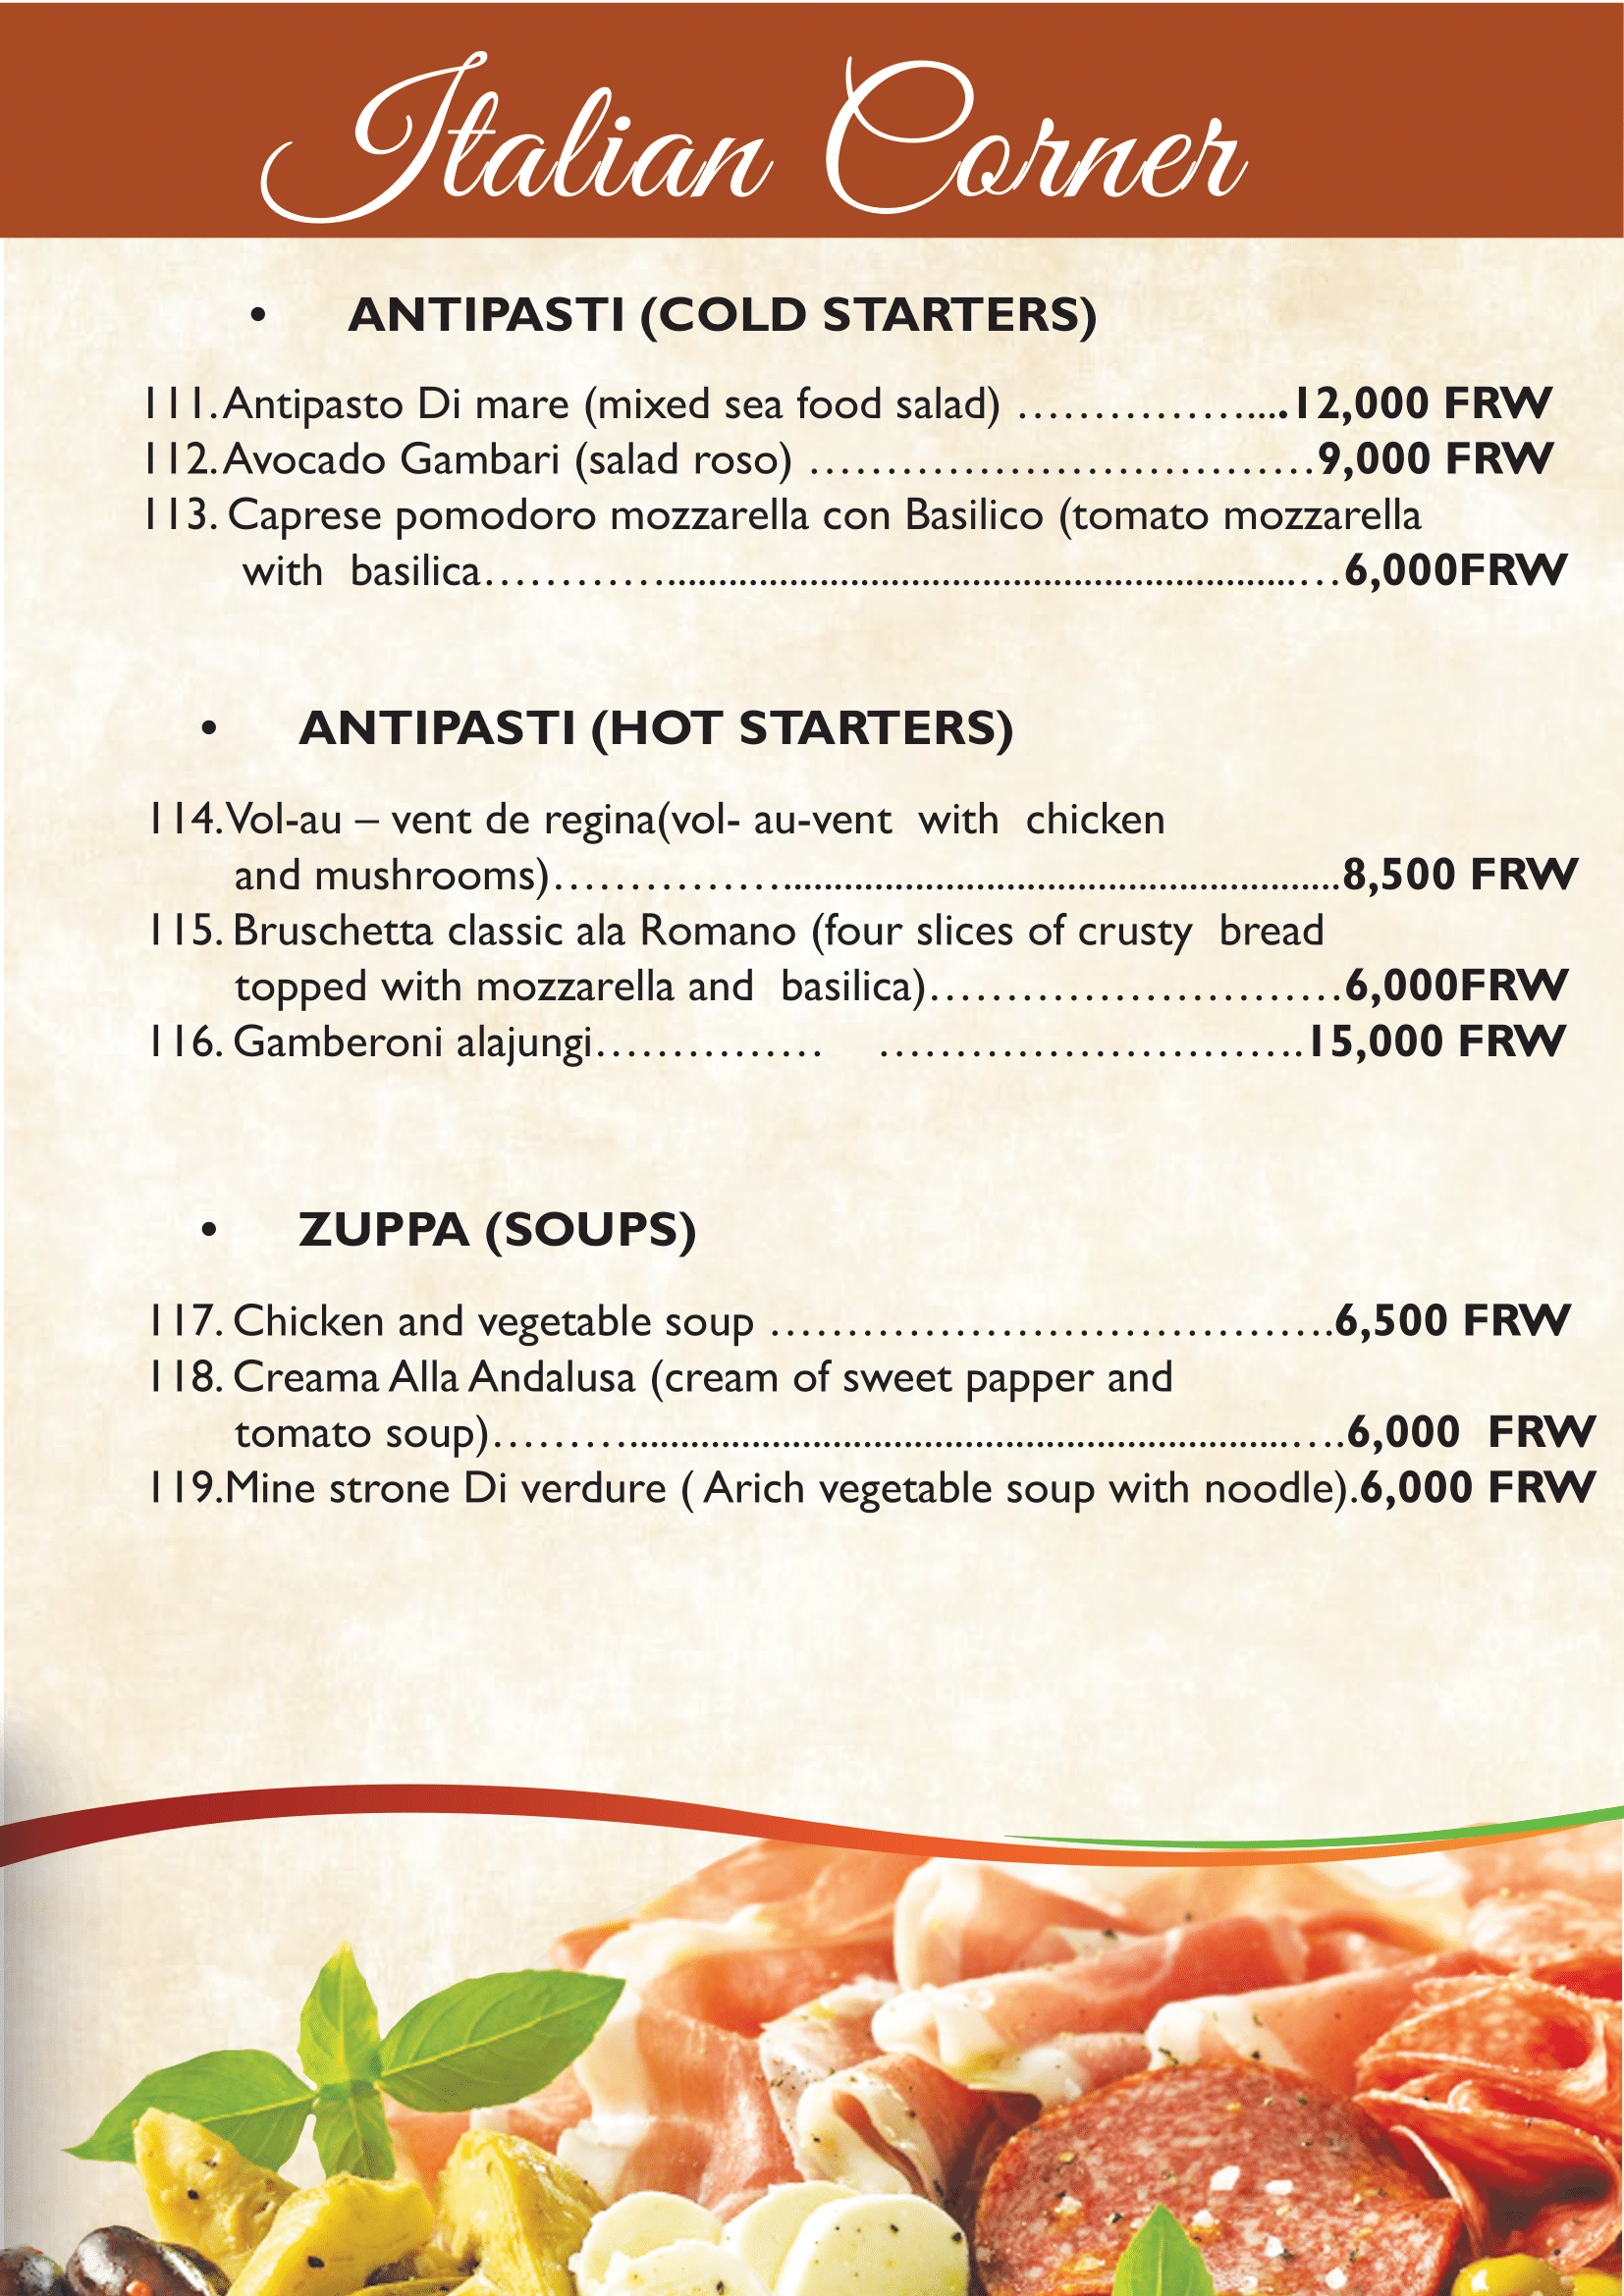 Italian Corner
• ANTIPASTI (COLD STARTERS)
111. Antipasto Di mare (mixed sea food salad) ....................12,000 FRW
112. Avocado Gambari (salad roso) .................................9,000 FRW
113. Caprese pomodoro mozzarella con Basilico (tomato mozzarella
with basilica................................................................................6,000FRW
• ANTIPASTI (HOT STARTERS)
114. Vol-au – vent de regina(vol- au-vent with chicken
and mushrooms)........................................................................8,500 FRW
115. Bruschetta classic ala Romano (four slices of crusty bread
topped with mozzarella and basilica)...........................6,000FRW
116. Gamberoni alajungi............... ............................15,000 FRW
• ZUPPA (SOUPS)
117. Chicken and vegetable soup .....................................6,500 FRW
118. Creama Alla Andalusa (cream of sweet papper and
tomato soup)................................................................................6,000 FRW
119.Mine strone Di verdure ( Arich vegetable soup with noodle).6,000 FRW